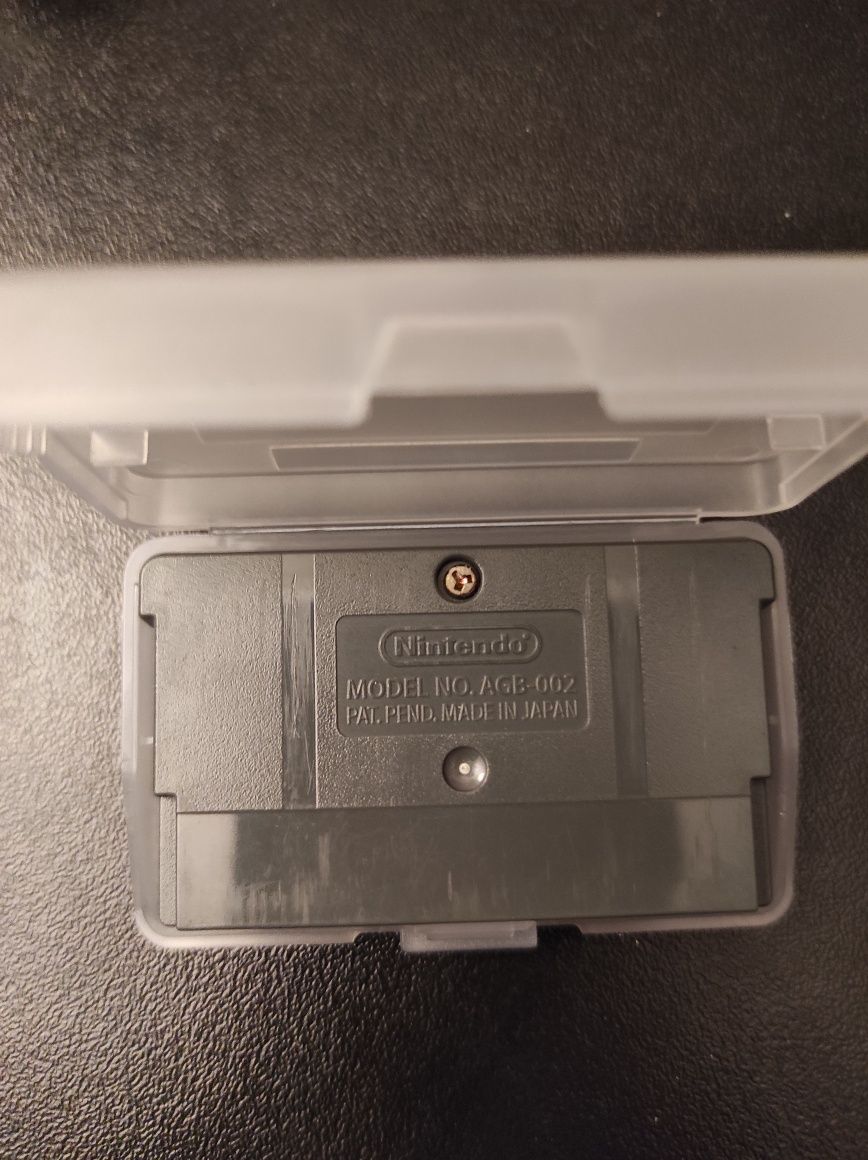 Nintendo®
MODEL NO. AGB-002
PAT. PEND. MADE IN JAPAN